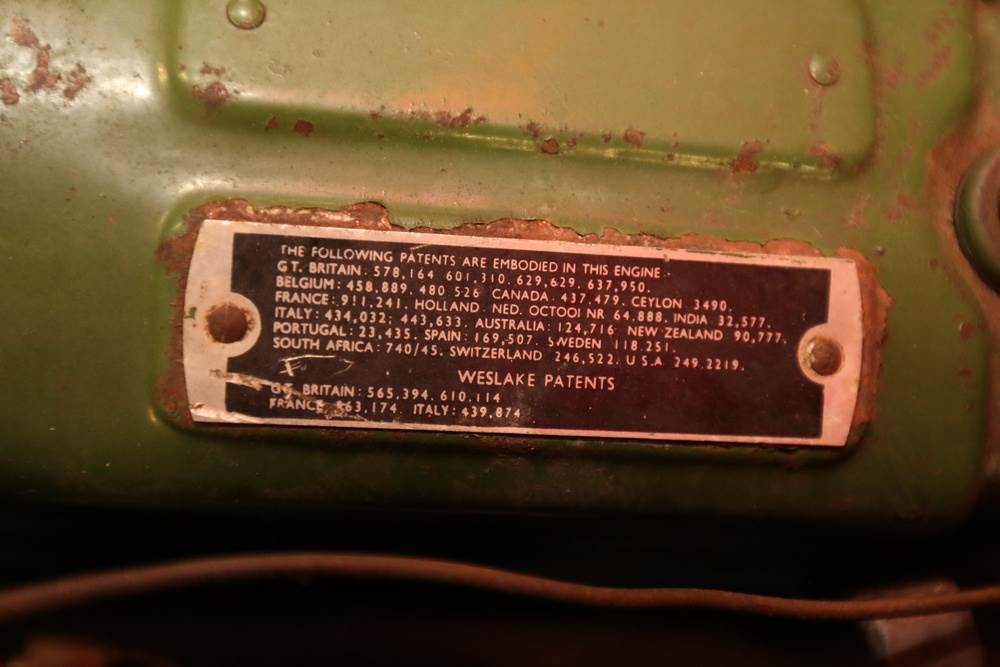 THE FOLLOWING PATENTS ARE EMBODIED IN THIS ENGINE:-
GT. BRITAIN: 578,164. 601,310. 629,629. 637,950.
BELGIUM: 458,889. 480 526 CANADA 437,479. CEYLON 3490.
FRANCE: 911,241. HOLLAND. NED. OCTOOI NR 64.888. INDIA 32,577.
ITALY: 434,032; 443,633. AUSTRALIA: 124,716 NEW ZEALAND 90,777.
PORTUGAL: 23,435. SPAIN: 169,507. SWEDEN 118.251.
SOUTH AFRICA: 740/45. SWITZERLAND 246,522. U.S.A. 249.2219.
WESLAKE PATENTS
GT. BRITAIN: 565,394. 610,114
FRANCE 863,174. ITALY: 439,874